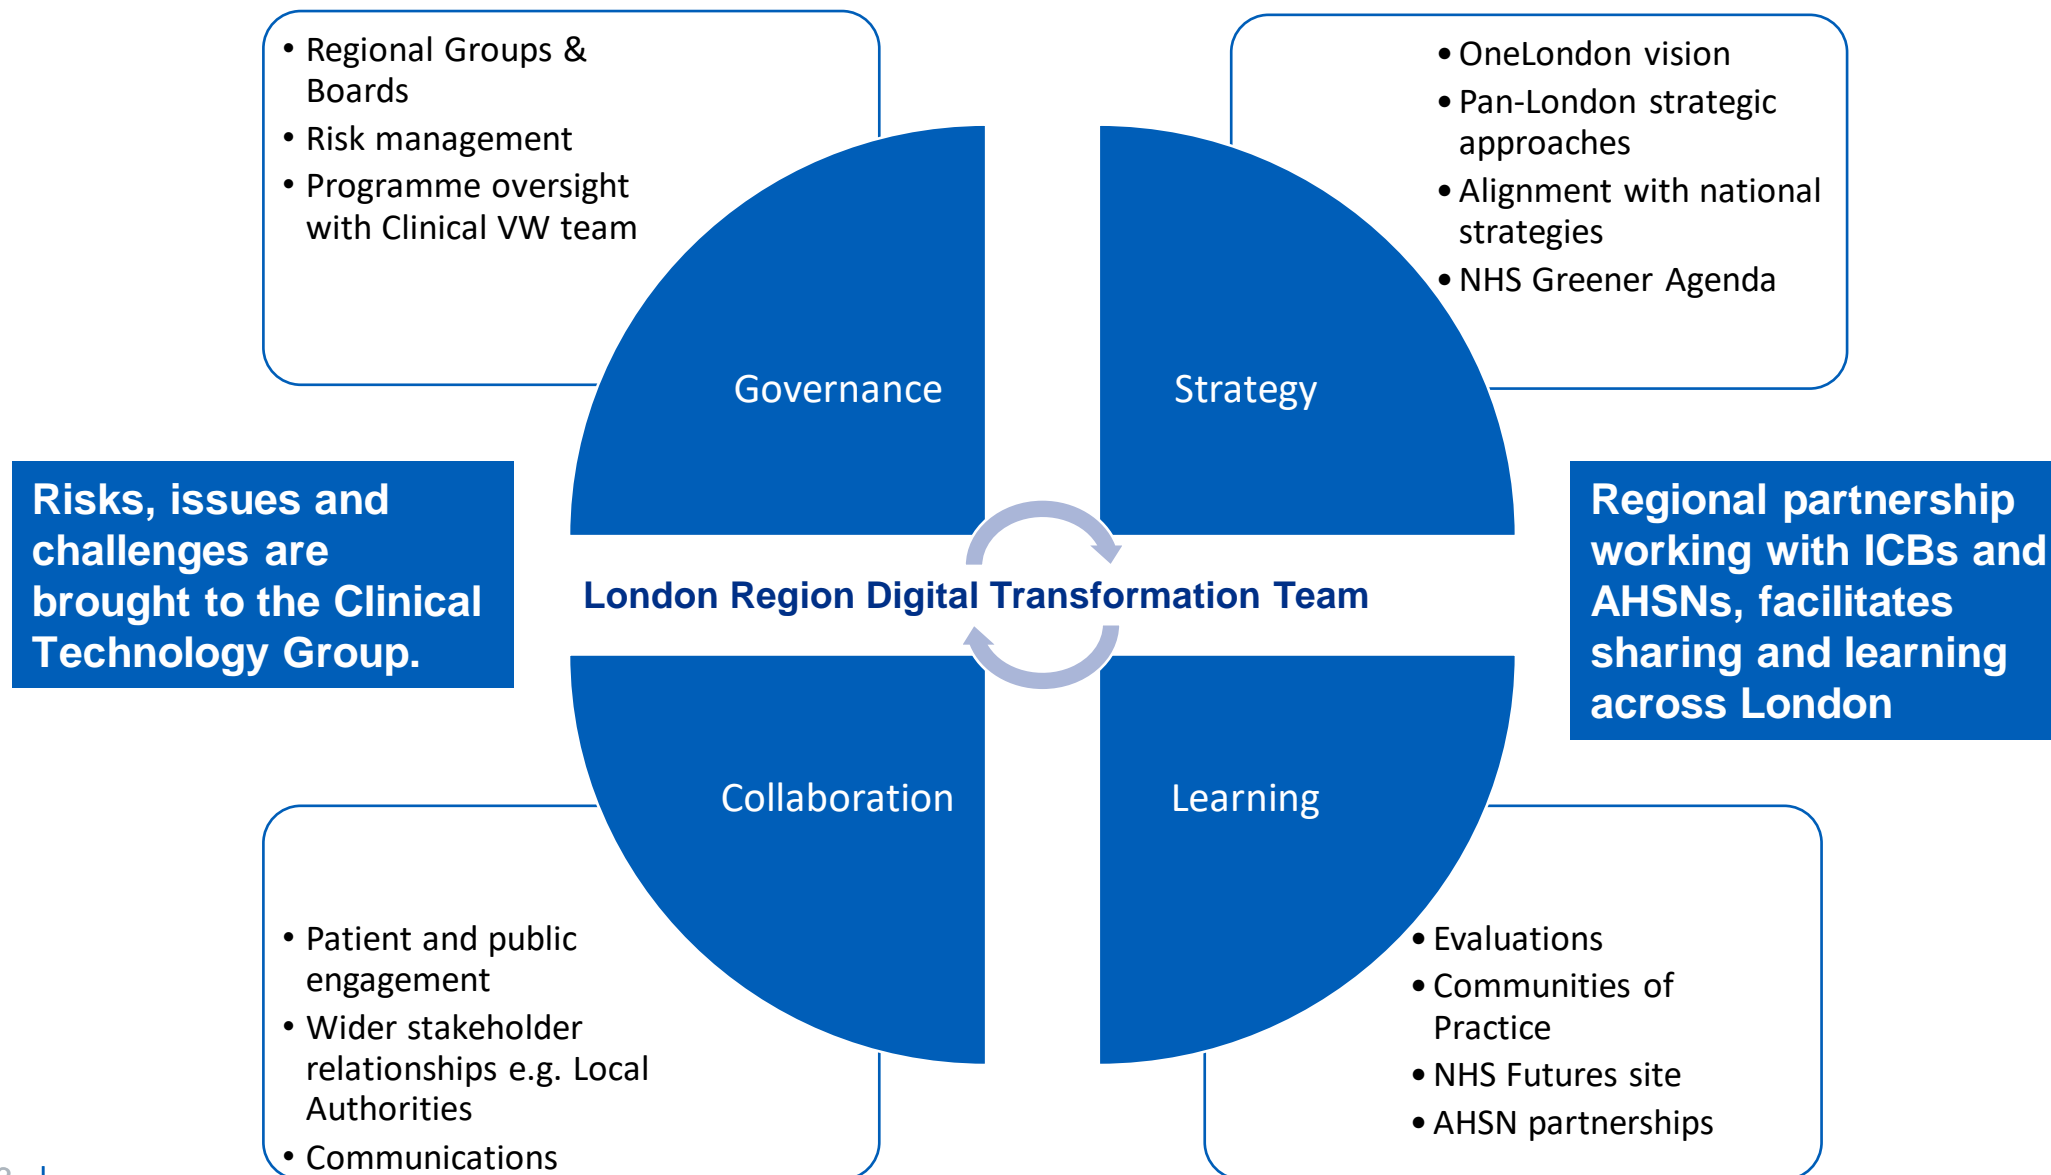 • Regional Groups &
Boards
• Risk management
• Programme oversight
with Clinical VW team
• OneLondon vision
• Pan-London strategic
approaches
• Alignment with national
strategies
• NHS Greener Agenda
Governance
Strategy
Risks, issues and
challenges are
brought to the Clinical
Technology Group.
London Region Digital Transformation Team
Regional partnership
working with ICBs and
AHSNs, facilitates
sharing and learning
across London
Collaboration
Learning
• Patient and public
engagement
• Wider stakeholder
relationships e.g. Local
Authorities
• Communications
• Evaluations
• Communities of
Practice
• NHS Futures site
• AHSN partnerships